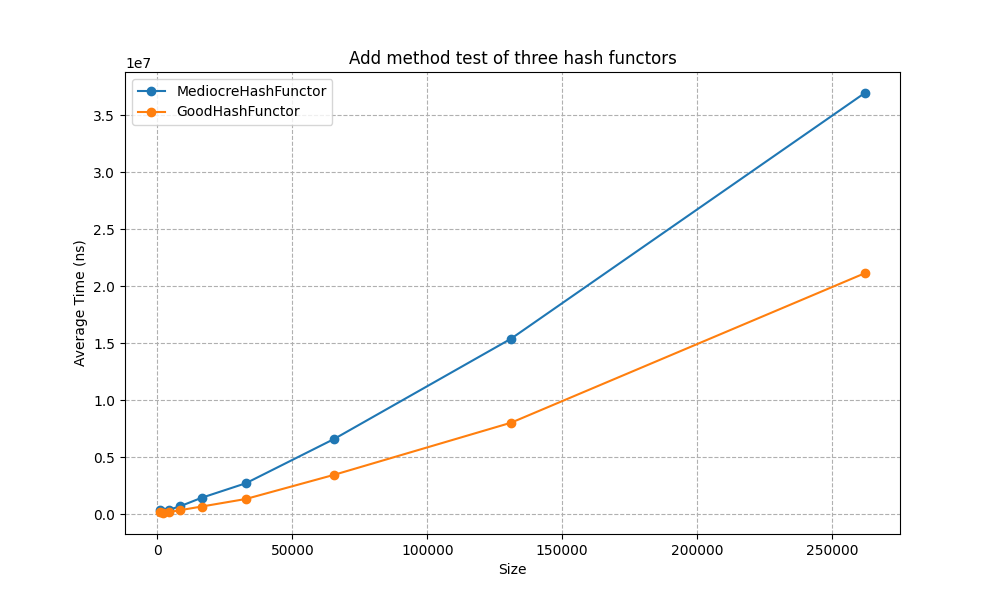 Add method test of three hash functors
1e7
MediocreHashFunctor
GoodHashFunctor
3.5
3.0
2.5
2.0
1.5
1.0
0.5
0.0
Average Time (ns)
0 50000 100000 150000 200000 250000
Size